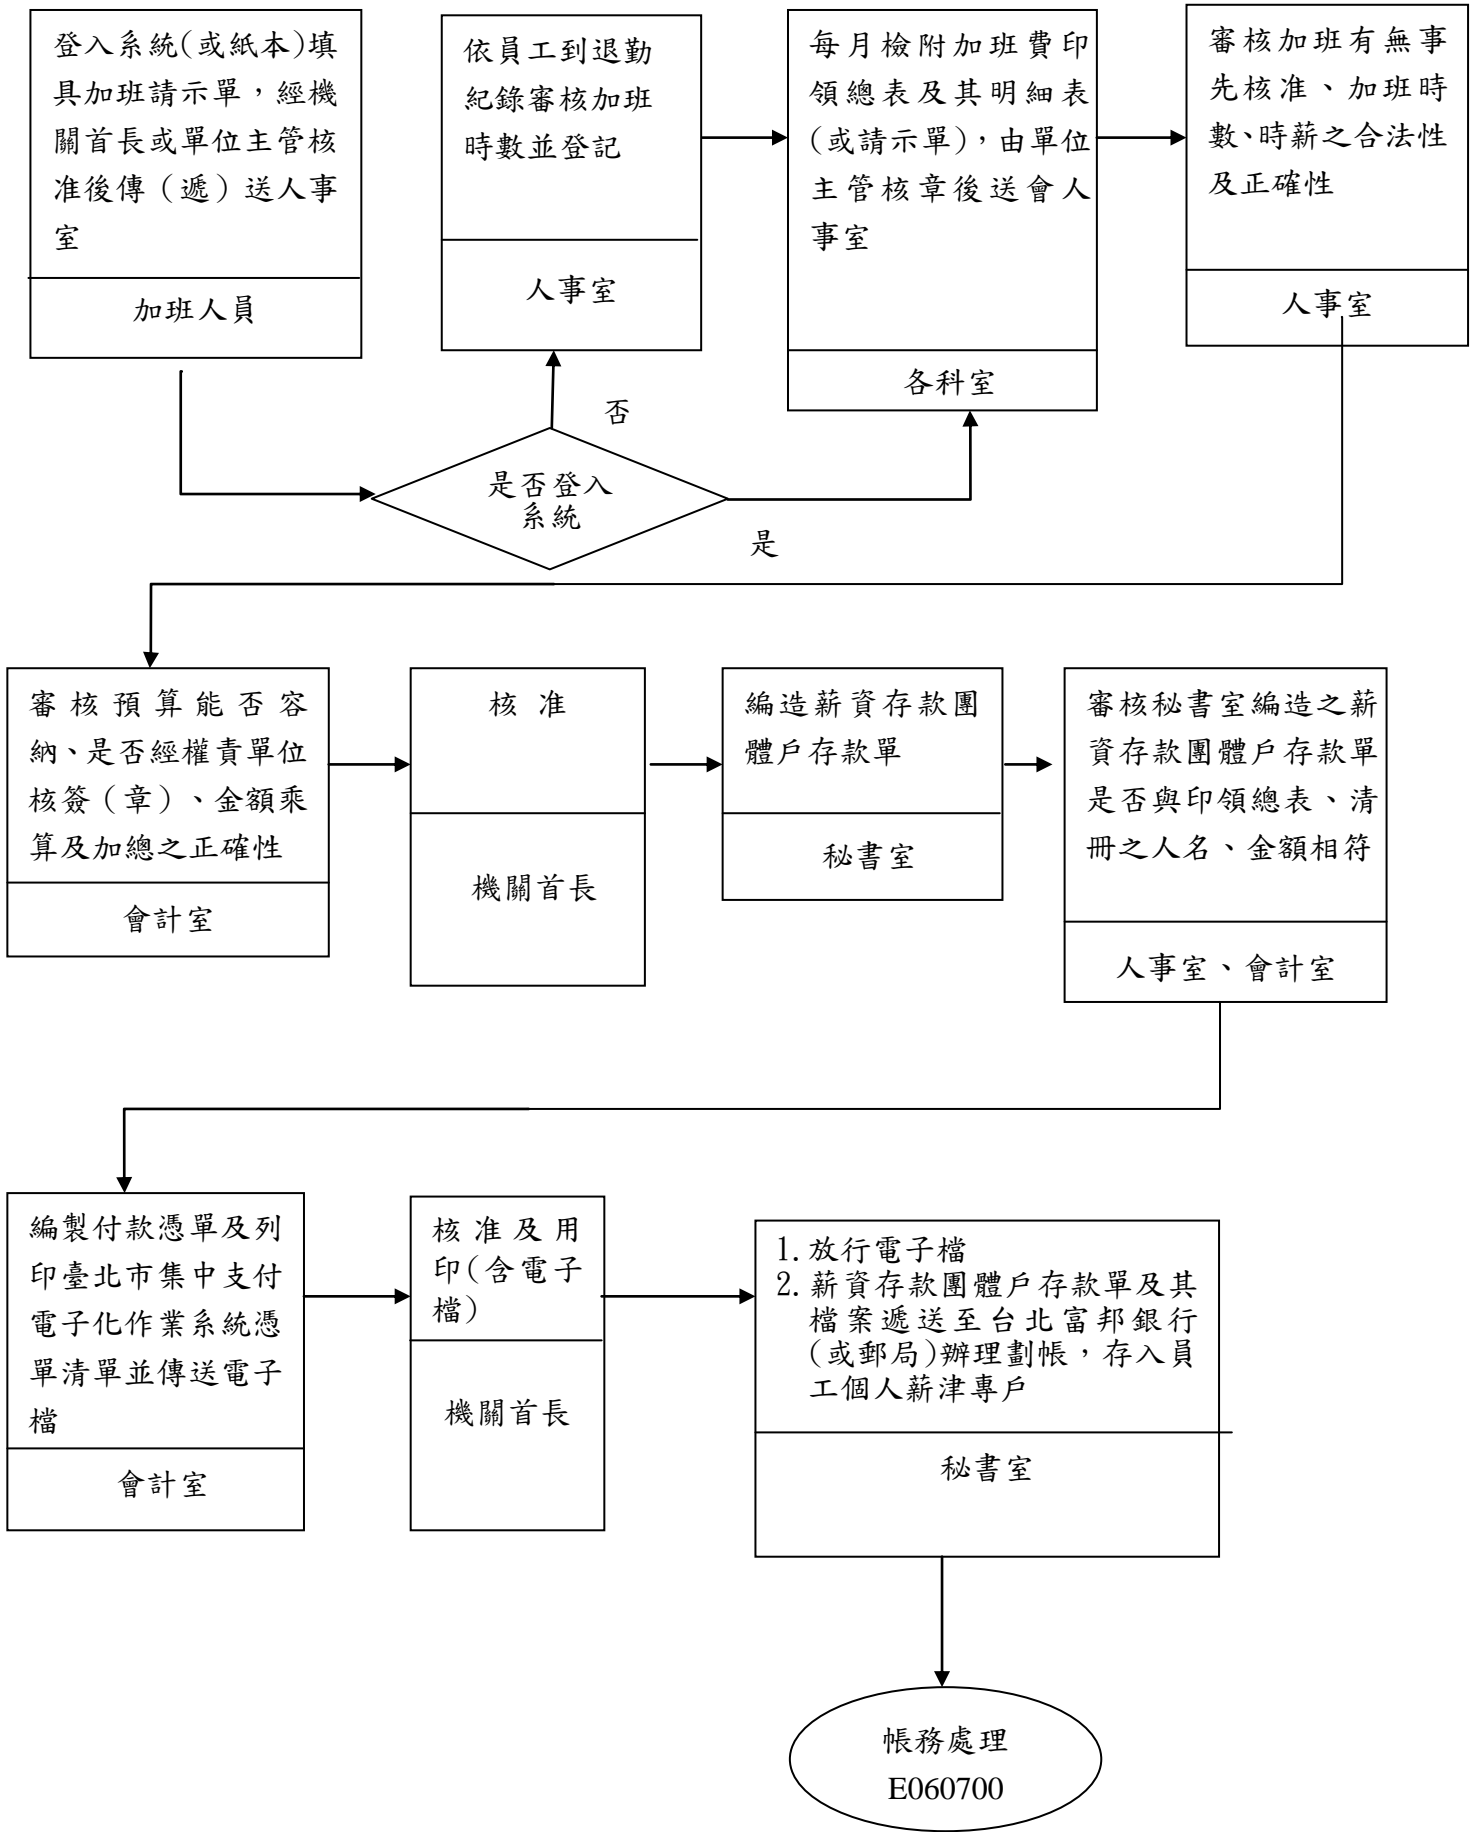 登入系統(或紙本)填
具加班請示單，經機
關首長或單位主管核
准後傳（遞）送人事
室
加班人員
依員工到退勤
紀錄審核加班
時數並登記
人事室
每月檢附加班費印
領總表及其明細表
(或請示單)，由單位
主管核章後送會人
事室
各科室
審核加班有無事
先核准、加班時
數、時薪之合法性
及正確性
人事室
否
是否登入
系統
是
審核預算能否容
納、是否經權責單位
核簽（章）、金額乘
算及加總之正確性
會計室
核准
機關首長
編造薪資存款團
體戶存款單
秘書室
審核秘書室編造之薪
資存款團體戶存款單
是否與印領總表、清
冊之人名、金額相符
人事室、會計室
編製付款憑單及列
印臺北市集中支付
電子化作業系統憑
單清單並傳送電子
檔
會計室
核准及用
印(含電子
檔)
機關首長
1.放行電子檔
2.薪資存款團體戶存款單及其
檔案遞送至台北富邦銀行
(或郵局)辦理劃帳，存入員
工個人薪津專戶
秘書室
帳務處理
E060700